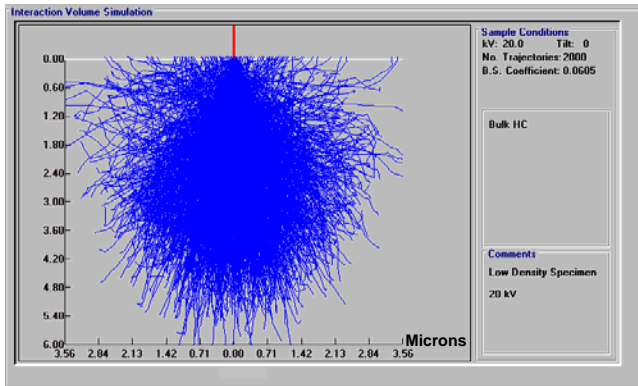 Interaction Volume Simulation
0.00
0.60
1.20
1.80
2.40
3.00
3.60
4.20
4.80
5.40
6.00
3.56 2.84 2.13 1.42 0.71 0.00 0.71 1.42 2.13 2.84 3.56
Microns
Sample Conditions
kV: 20.0 Tilt: 0
No. Trajectories: 2000
B.S. Coefficient: 0.0605
Bulk HC
Comments
Low Density Specimen
20 kV